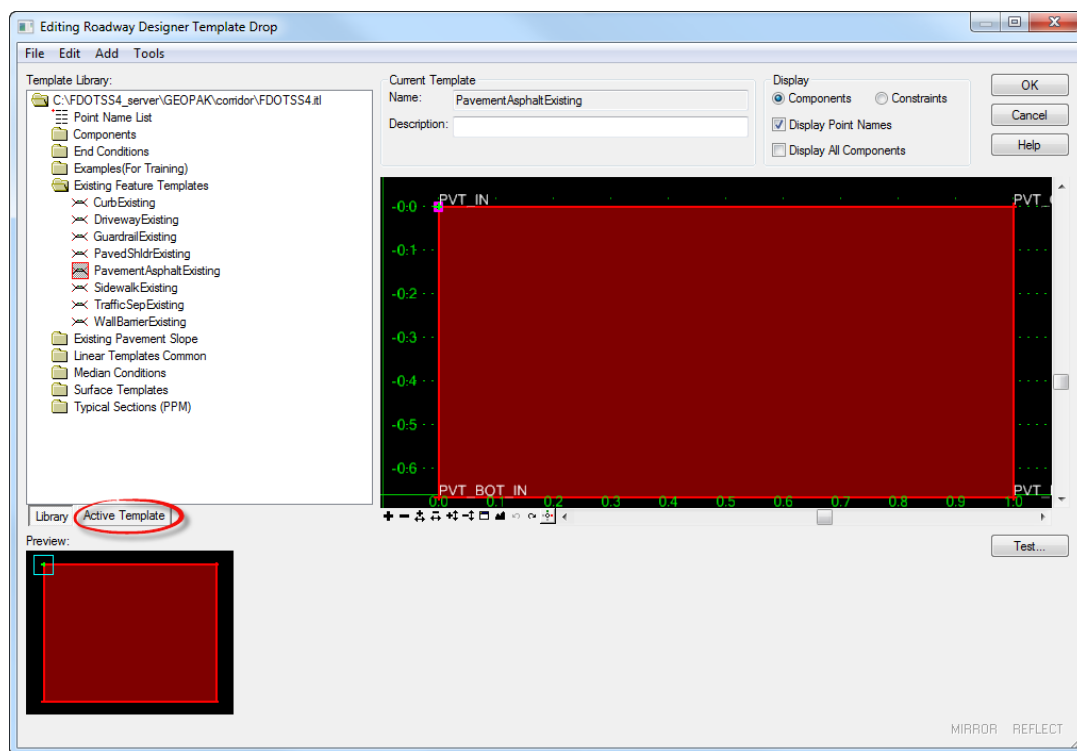 Editing Roadway Designer Template Drop
File Edit Add Tools
Template Library:
C:\FDOTSS4_server\GEOPAK\corridor\FDOTSS4.itl
Point Name List
Components
End Conditions
Examples(For Training)
Existing Feature Templates
CurbExisting
DrivewayExisting
GuardrailExisting
PavedShldrExisting
PavementAsphaltExisting
SidewalkExisting
TrafficSepExisting
WallBarrierExisting
Existing Pavement Slope
Linear Templates Common
Median Conditions
Surface Templates
Typical Sections (PPM)
Library Active Template
Preview:
Current Template
Name: PavementAsphaltExisting
Description:
Display
Components Constraints
Display Point Names
Display All Components
OK
Cancel
Help
PVT_IN PVT_
-0:0
-0:1
-0:2
-0:3
-0:4
-0:5
-0:6
PVT_BOT_IN PVT_
0.0 0.1 0.2 0.3 0.4 0.5 0.6 0.7 0.8 0.9 1.0
Test...
MIRROR REFLECT